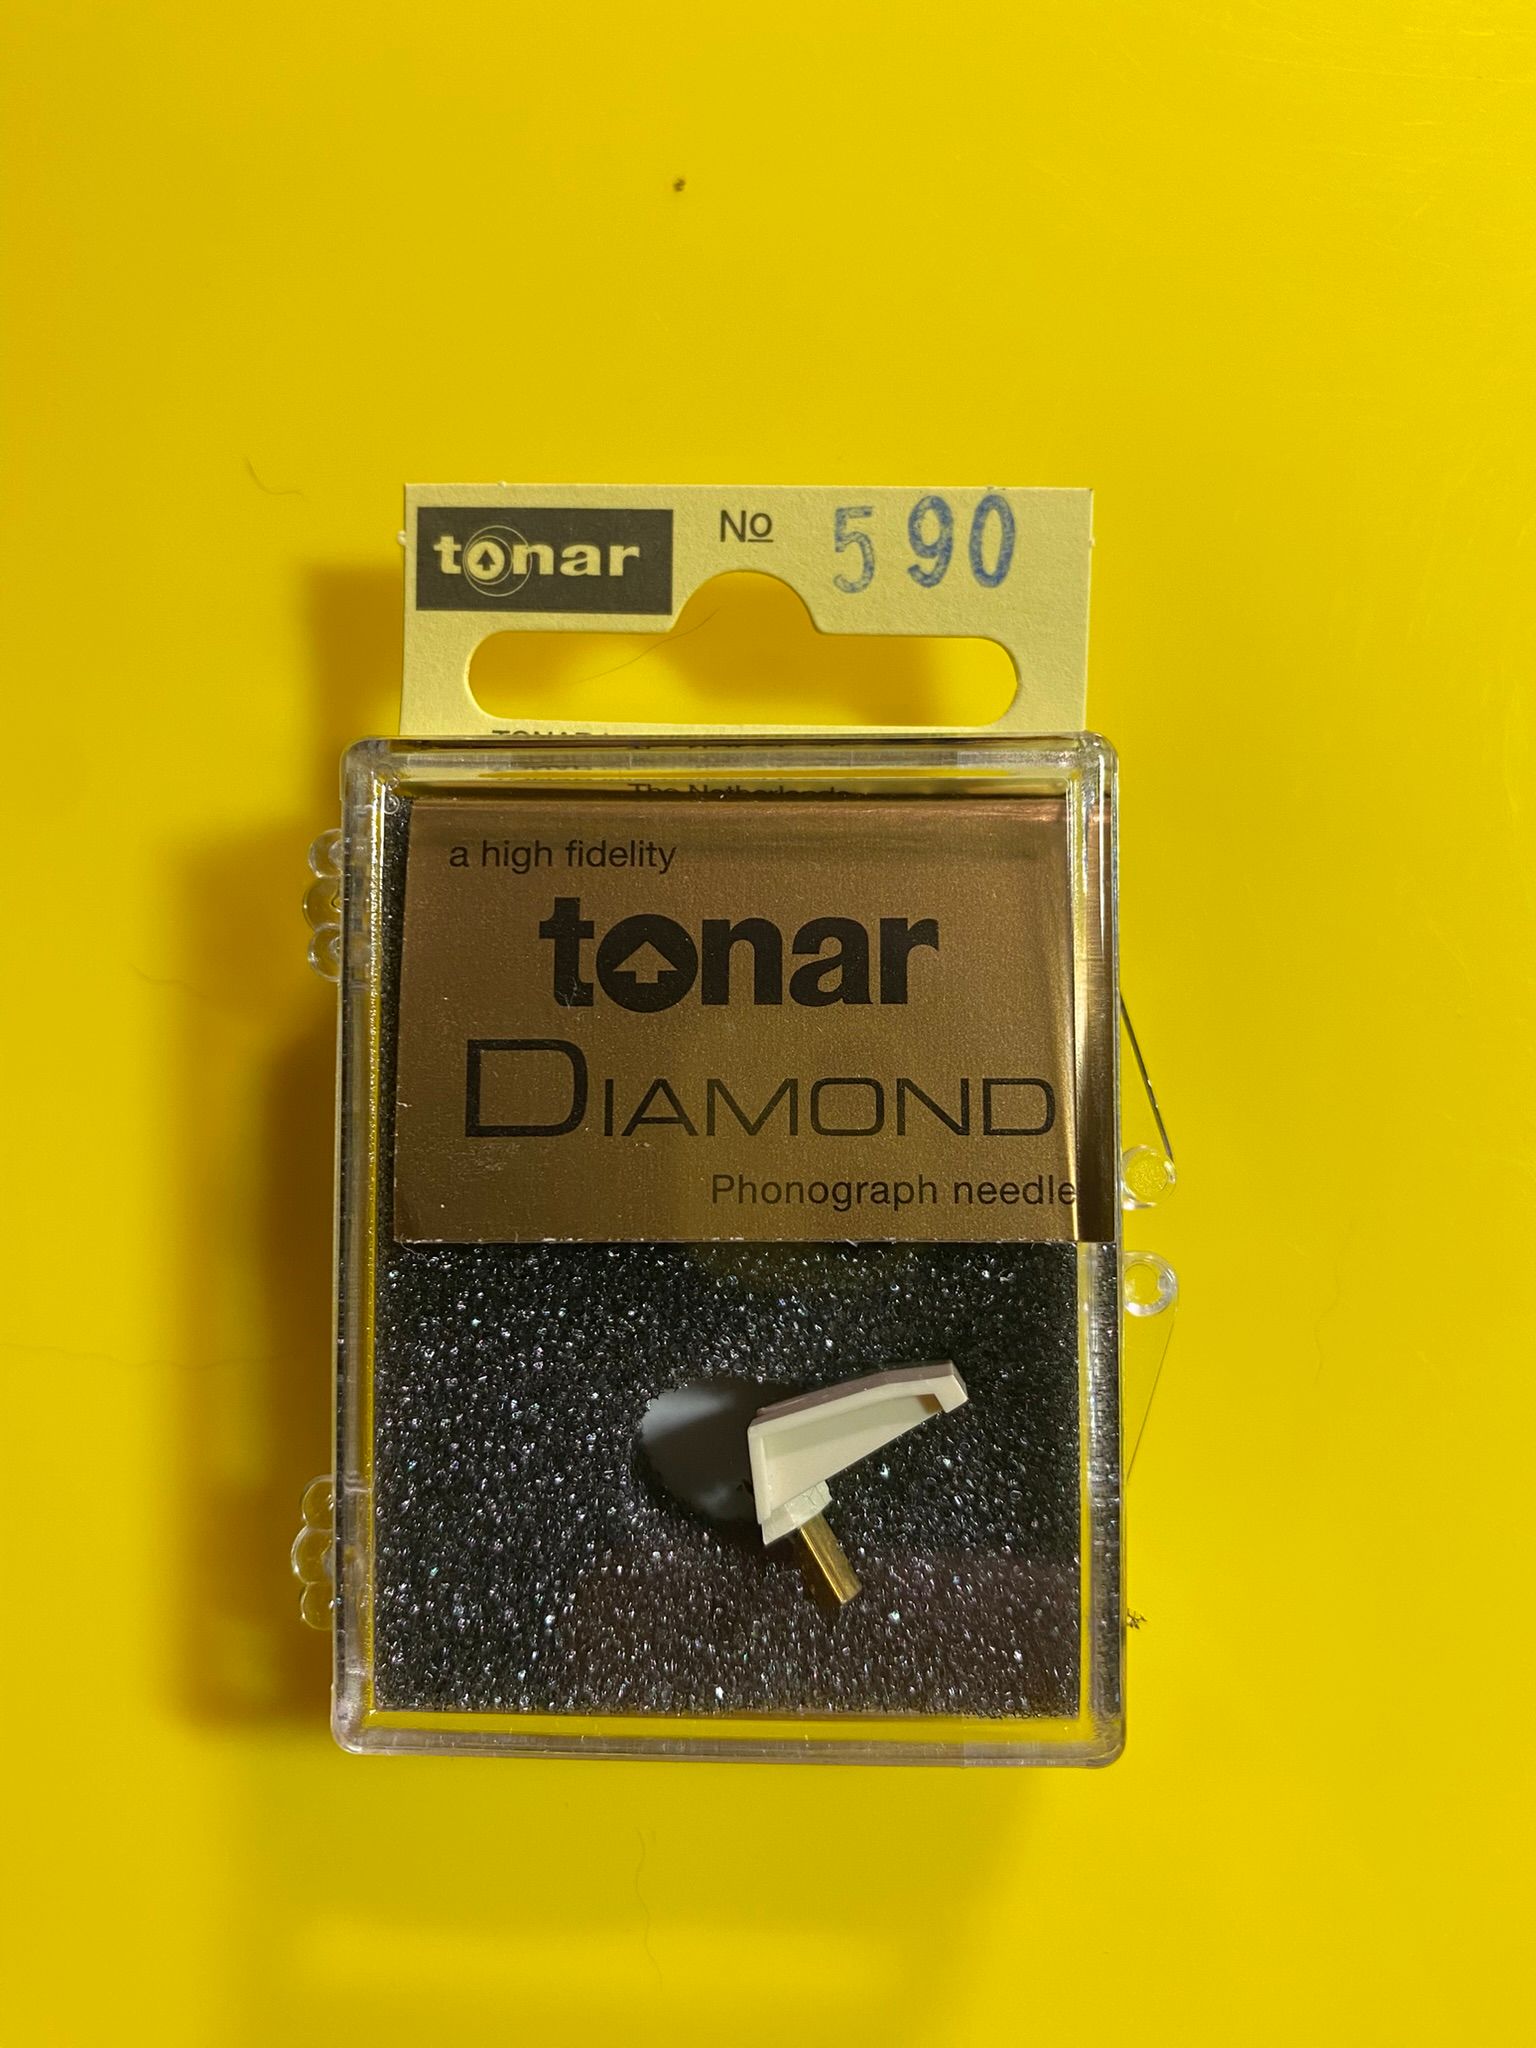 tonar
No 590
The Netherlands
a high fidelity
tonar
DIAMOND
Phonograph needle